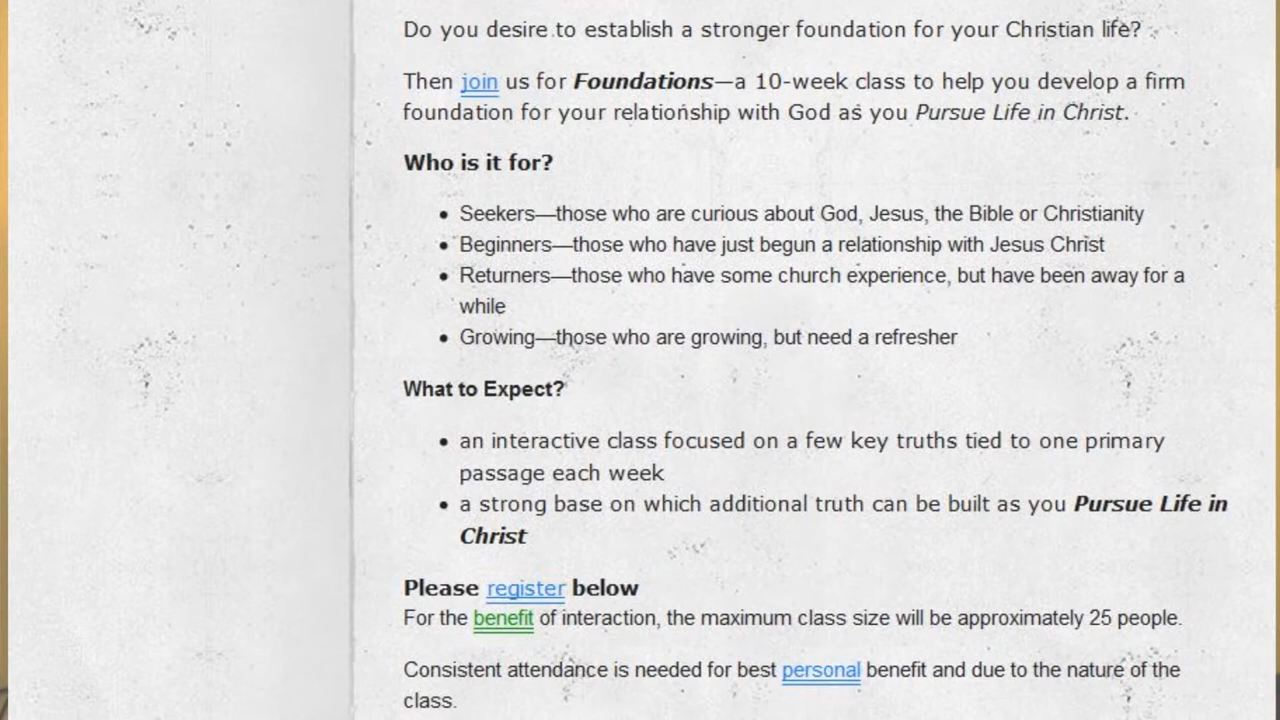 Do you desire to establish a stronger foundation for your Christian life?
Then join us for Foundations—a 10-week class to help you develop a firm
foundation for your relationship with God as you Pursue Life in Christ.
Who is it for?
• Seekers—those who are curious about God, Jesus, the Bible or Christianity
• Beginners—those who have just begun a relationship with Jesus Christ
• Returners—those who have some church experience, but have been away for a
while
• Growing—those who are growing, but need a refresher
What to Expect?
• an interactive class focused on a few key truths tied to one primary
passage each week
• a strong base on which additional truth can be built as you Pursue Life in
Christ
Please register below
For the benefit of interaction, the maximum class size will be approximately 25 people.
Consistent attendance is needed for best personal benefit and due to the nature of the
class.